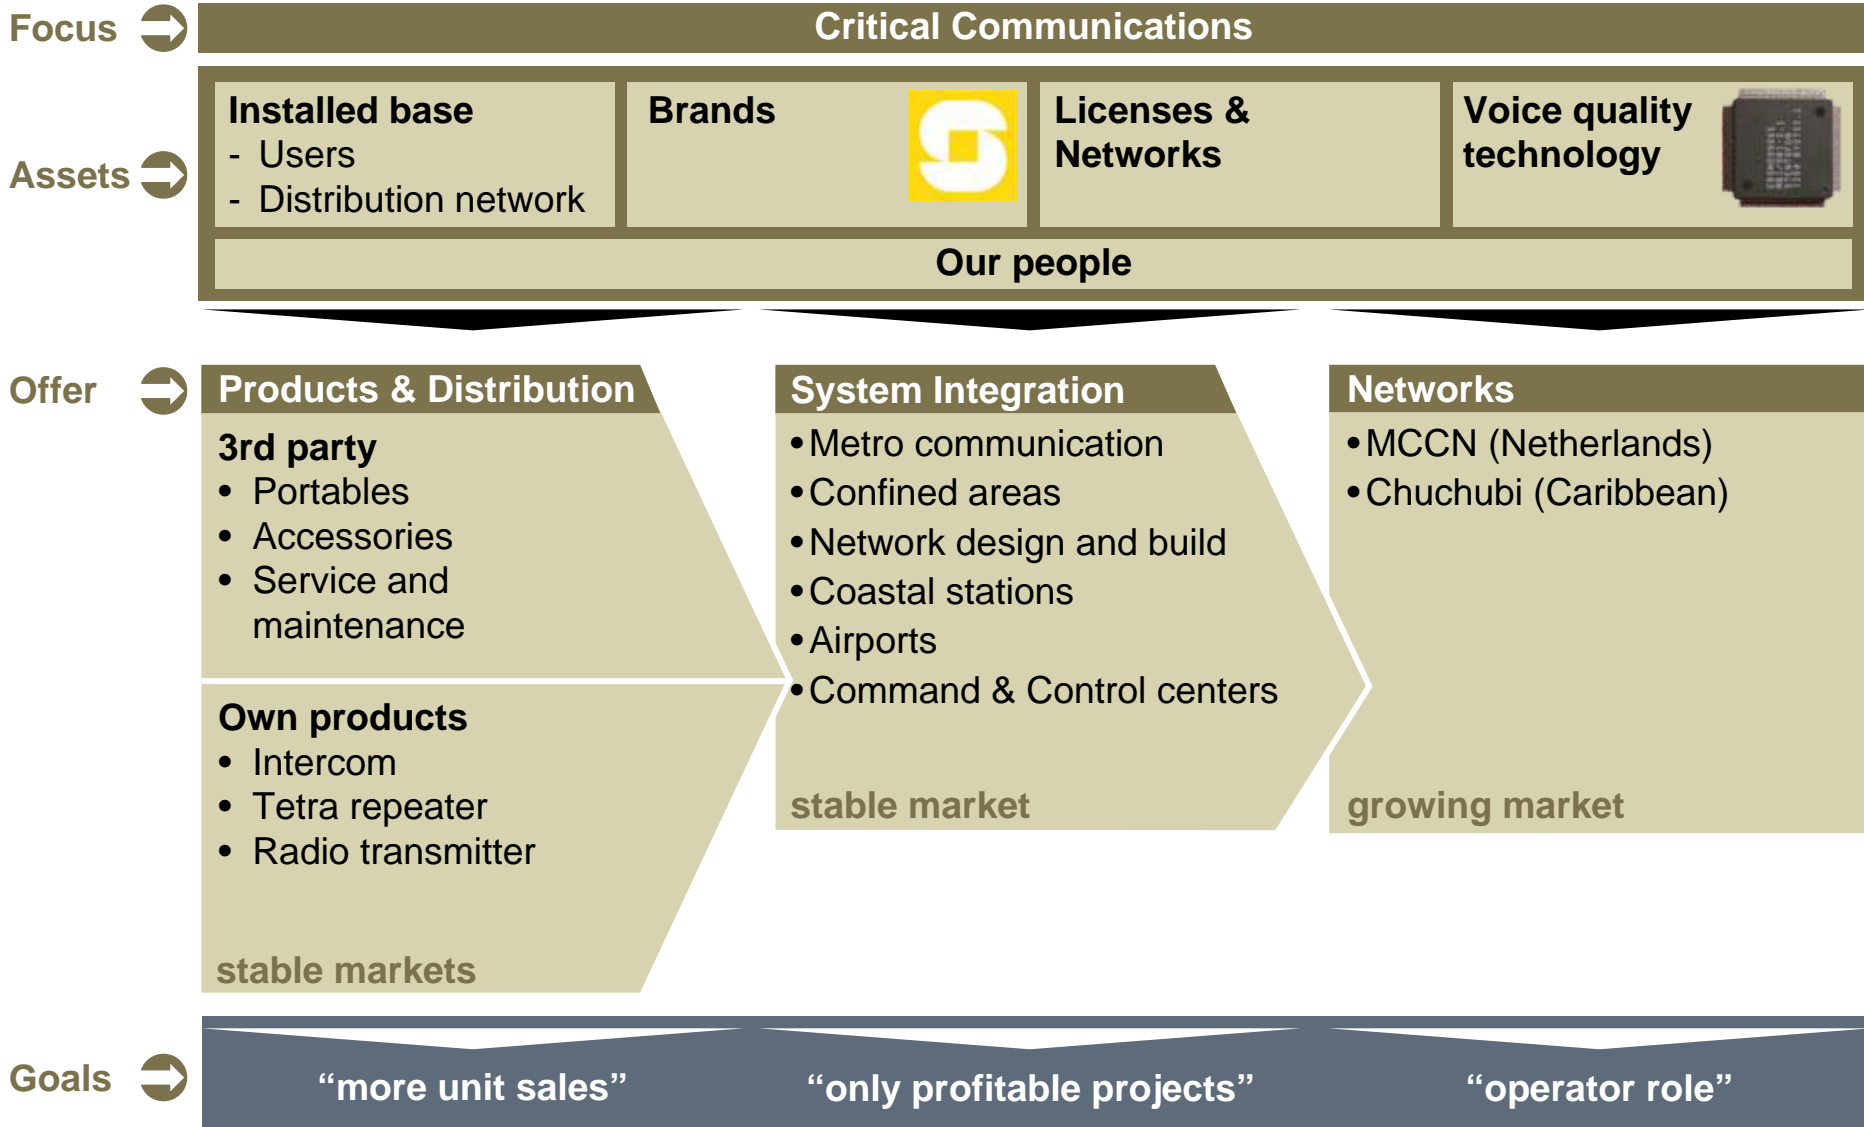 Focus
Critical Communications
Assets
Installed base
- Users
- Distribution network
Brands
Licenses &
Networks
Voice quality
technology
Our people
Offer
Products & Distribution
3rd party
• Portables
• Accessories
• Service and
maintenance
Own products
• Intercom
• Tetra repeater
• Radio transmitter
stable markets
System Integration
• Metro communication
• Confined areas
• Network design and build
• Coastal stations
• Airports
• Command & Control centers
stable market
Networks
• MCCN (Netherlands)
• Chuchubi (Caribbean)
growing market
Goals
“more unit sales”
“only profitable projects”
“operator role”